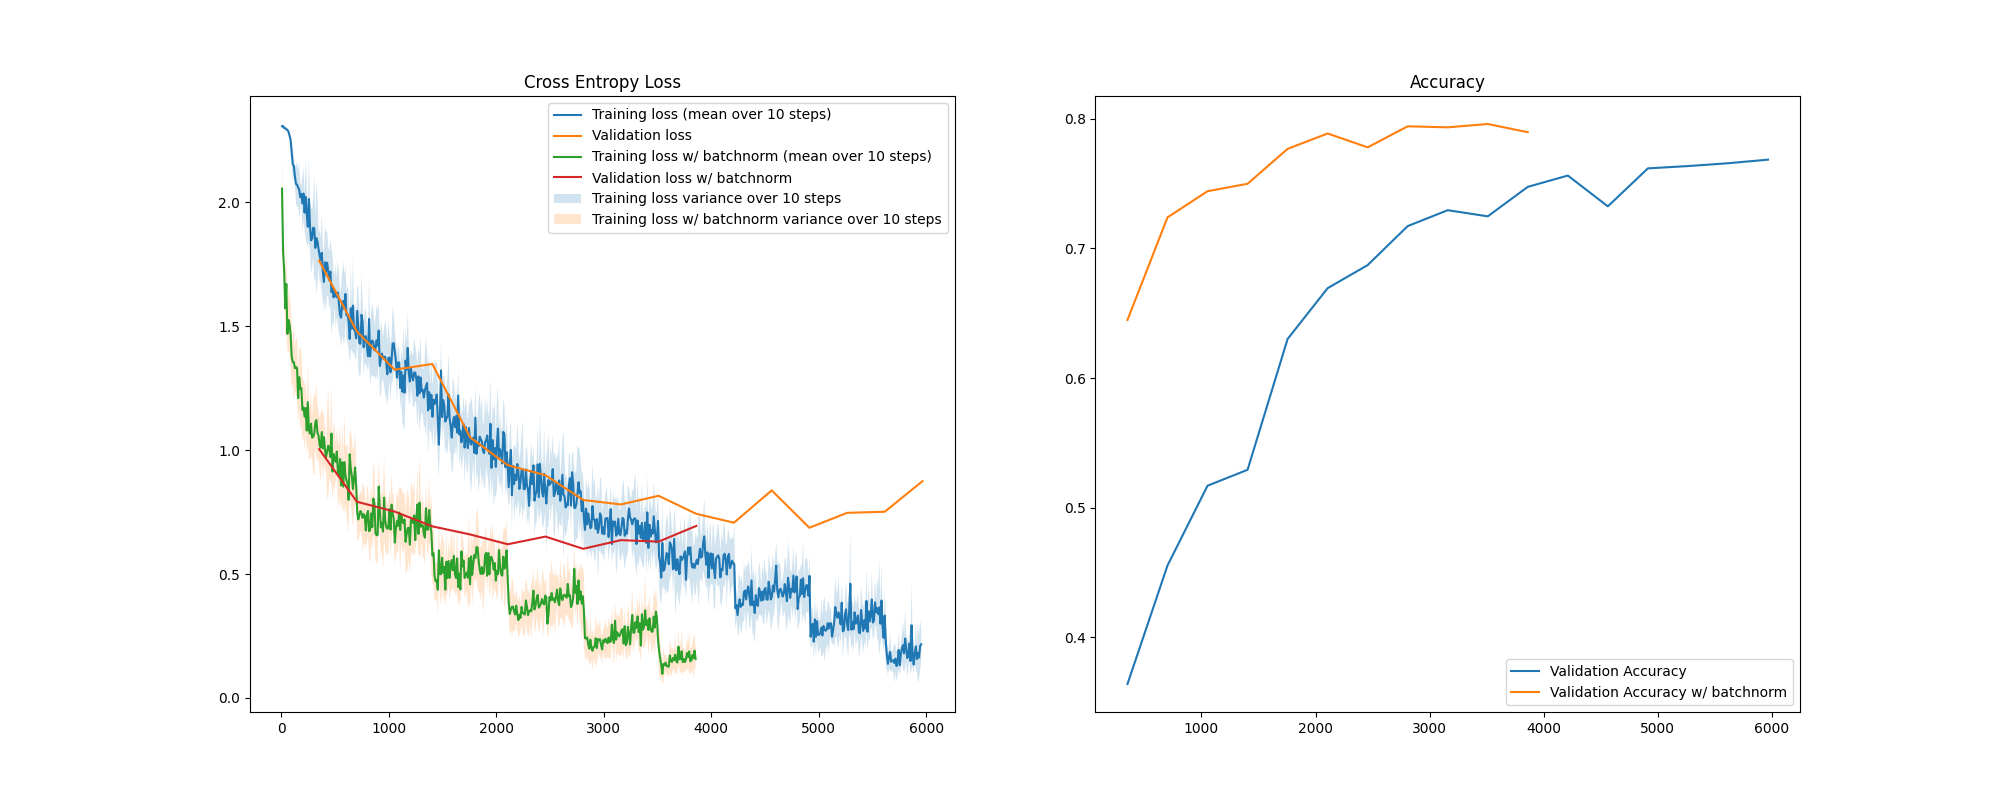 Cross Entropy Loss
Training loss (mean over 10 steps)
Validation loss
Training loss w/ batchnorm (mean over 10 steps)
Validation loss w/ batchnorm
Training loss variance over 10 steps
Training loss w/ batchnorm variance over 10 steps
2.0
1.5
1.0
0.5
0.0
0 1000 2000 3000 4000 5000 6000
Accuracy
0.8
0.7
0.6
0.5
0.4
Validation Accuracy
Validation Accuracy w/ batchnorm
1000 2000 3000 4000 5000 6000